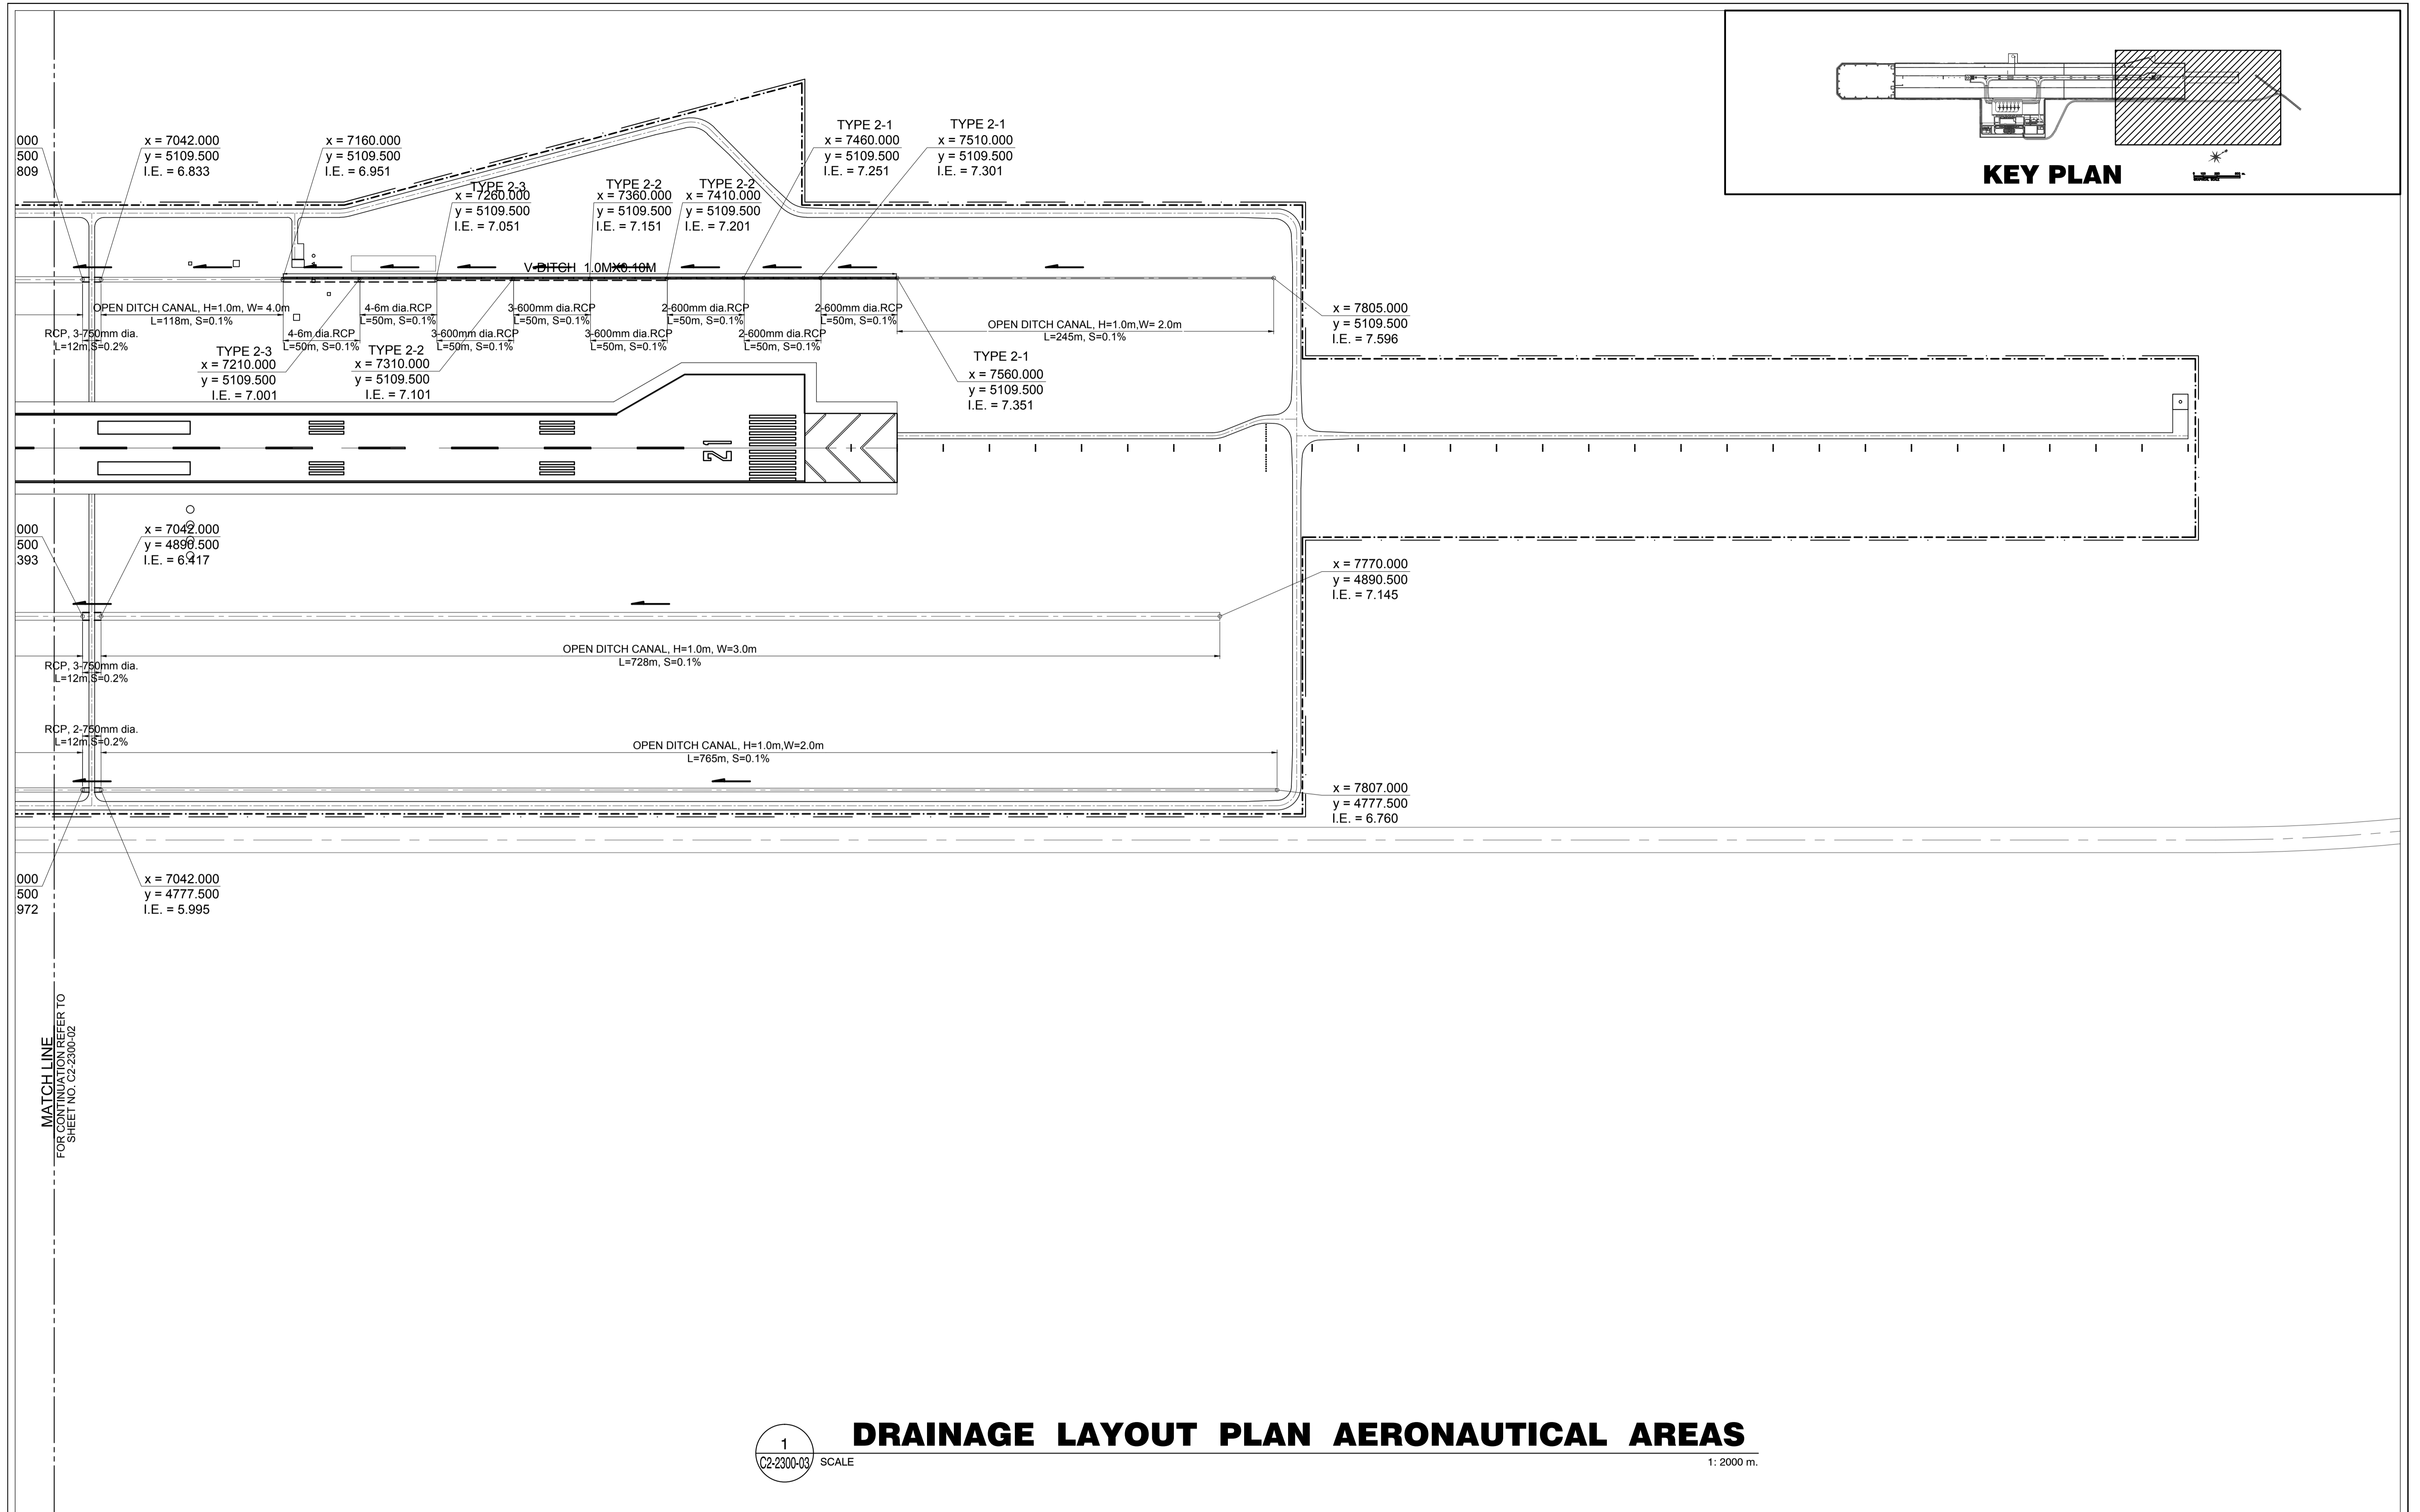 KEY PLAN
000
500
809
x = 7042.000
y = 5109.500
I.E. = 6.833
x = 7160.000
y = 5109.500
I.E. = 6.951
TYPE 2-3
x = 7260.000
y = 5109.500
I.E. = 7.051
TYPE 2-2
x = 7360.000
y = 5109.500
I.E. = 7.151
TYPE 2-2
x = 7410.000
y = 5109.500
I.E. = 7.201
TYPE 2-1
x = 7460.000
y = 5109.500
I.E. = 7.251
TYPE 2-1
x = 7510.000
y = 5109.500
I.E. = 7.301
V-DITCH 1.0MX0.10M
OPEN DITCH CANAL, H=1.0m, W= 4.0m
L=118m, S=0.1%
RCP, 3-750mm dia.
L=12m,S=0.2%
4-6m dia.RCP
L=50m, S=0.1%
4-6m dia.RCP
L=50m, S=0.1%
3-600mm dia.RCP
L=50m, S=0.1%
3-600mm dia.RCP
L=50m, S=0.1%
3-600mm dia.RCP
L=50m, S=0.1%
2-600mm dia.RCP
L=50m, S=0.1%
2-600mm dia.RCP
L=50m, S=0.1%
2-600mm dia.RCP
L=50m, S=0.1%
OPEN DITCH CANAL, H=1.0m,W= 2.0m
L=245m, S=0.1%
x = 7805.000
y = 5109.500
I.E. = 7.596
TYPE 2-3
x = 7210.000
y = 5109.500
I.E. = 7.001
TYPE 2-2
x = 7310.000
y = 5109.500
I.E. = 7.101
TYPE 2-1
x = 7560.000
y = 5109.500
I.E. = 7.351
21
000
500
393
x = 7042.000
y = 4890.500
I.E. = 6.417
x = 7770.000
y = 4890.500
I.E. = 7.145
OPEN DITCH CANAL, H=1.0m, W=3.0m
L=728m, S=0.1%
RCP, 3-750mm dia.
L=12m,S=0.2%
RCP, 2-750mm dia.
L=12m,S=0.2%
OPEN DITCH CANAL, H=1.0m,W=2.0m
L=765m, S=0.1%
x = 7807.000
y = 4777.500
I.E. = 6.760
000
500
972
x = 7042.000
y = 4777.500
I.E. = 5.995
MATCH LINE
FOR CONTINUATION REFER TO
SHEET NO. C2-2300-02
1
C2-2300-03
DRAINAGE LAYOUT PLAN AERONAUTICAL AREAS
SCALE
1: 2000 m.